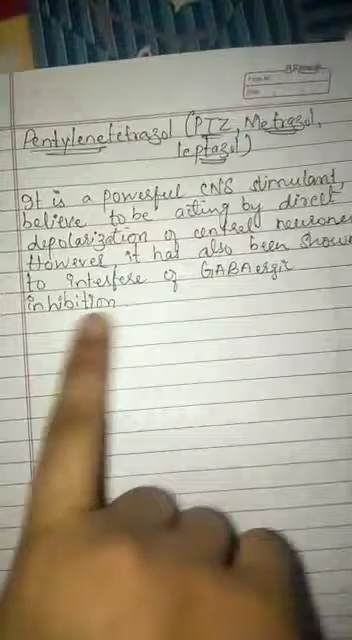 Pentylenetetrazol (PTZ, Metrazol,
leptazol)
It is a powerful CNS stimulant,
believe to be acting by direct
depolarization of central neurones
However it has also been shown
to interfere of GABAergic
inhibition